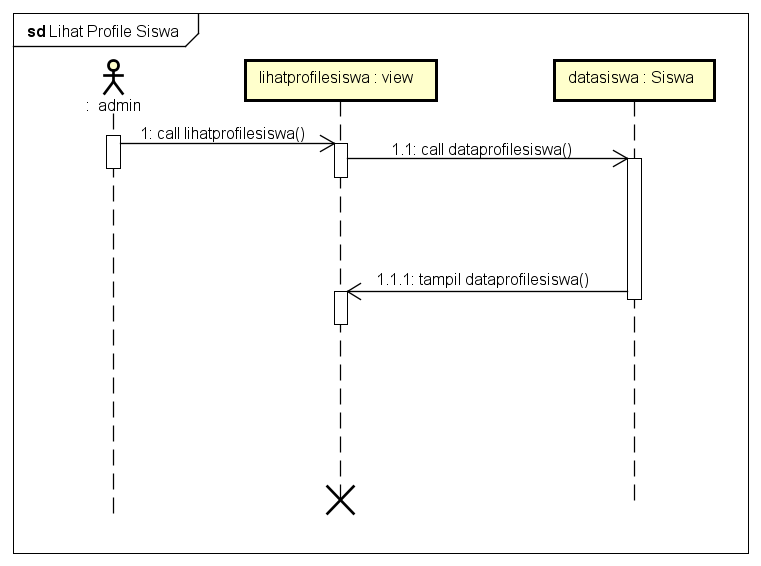 sd Lihat Profile Siswa
: admin
lihatprofilesiswa : view
datasiswa : Siswa
1: call lihatprofilesiswa()
1.1: call dataprofilesiswa()
1.1.1: tampil dataprofilesiswa()